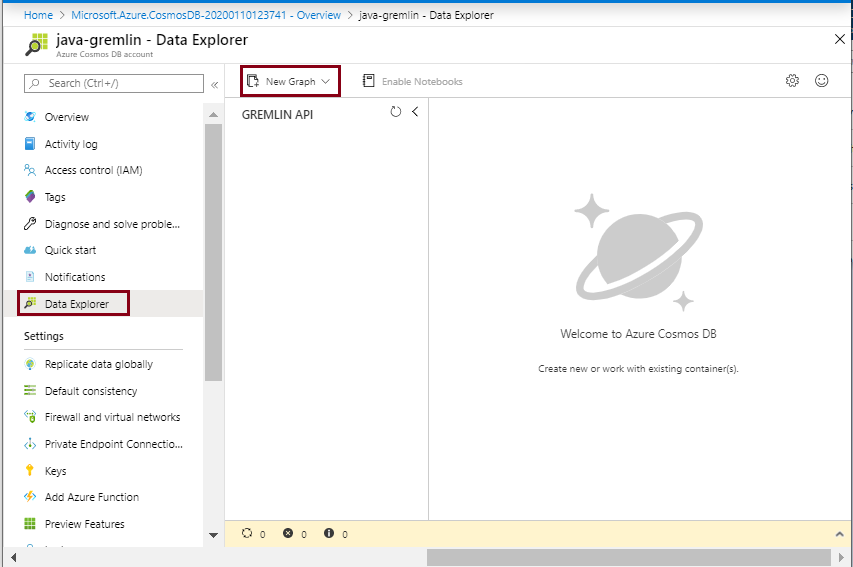 Home > Microsoft.Azure.CosmosDB-20200110123741 - Overview > java-gremlin - Data Explorer
java-gremlin - Data Explorer
Azure Cosmos DB account
Search (Ctrl+/)
«
New Graph
Enable Notebooks
GREMLIN API
Overview
Activity log
Access control (IAM)
Tags
Diagnose and solve proble...
Quick start
Notifications
Data Explorer
Settings
Replicate data globally
Default consistency
Firewall and virtual networks
Private Endpoint Connectio...
Keys
Add Azure Function
Preview Features
Welcome to Azure Cosmos DB
Create new or work with existing container(s).
0 0 0